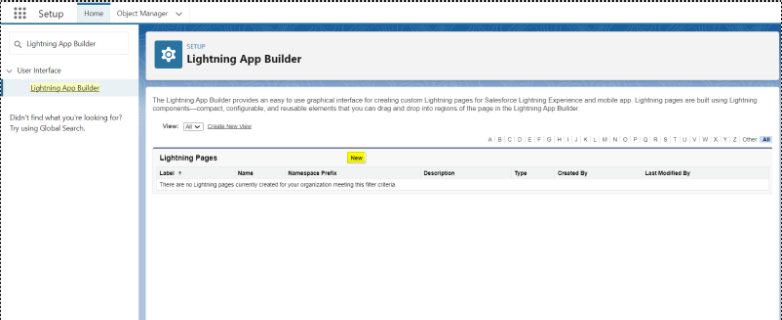 Setup Home Object Manager
Lightning App Builder
User Interface
Lightning App Builder
Didn't find what you're looking for?
Try using Global Search.
SETUP
Lightning App Builder
The Lightning App Builder provides an easy to use graphical interface for creating custom Lightning pages for Salesforce Lightning Experience and mobile app. Lightning pages are built using Lightning
components—compact, configurable, and reusable elements that you can drag and drop into regions of the page in the Lightning App Builder.
View: All Create New View
A B C D E F G H I J K L M N O P Q R S T U V W X Y Z Other All
Lightning Pages New
Label Name Namespace Prefix Description Type Created By Last Modified By
There are no Lightning pages currently created for your organization meeting this filter criteria